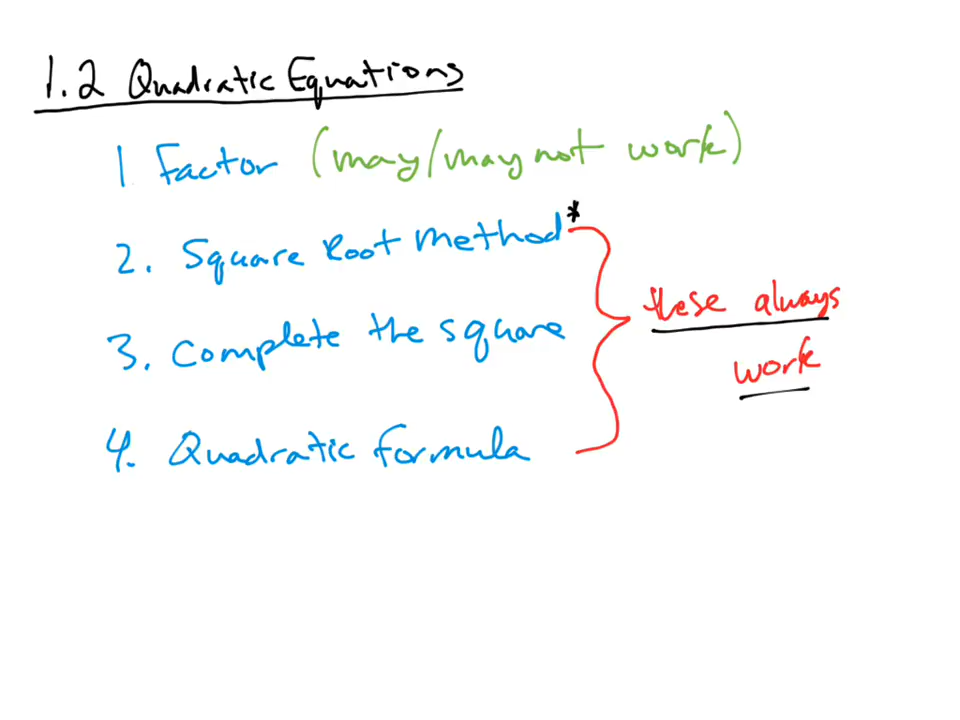 1.2 Quadratic Equations
1. Factor (may/may not work)
2. Square Root Method*
3. Complete the square
4. Quadratic formula
these always
work